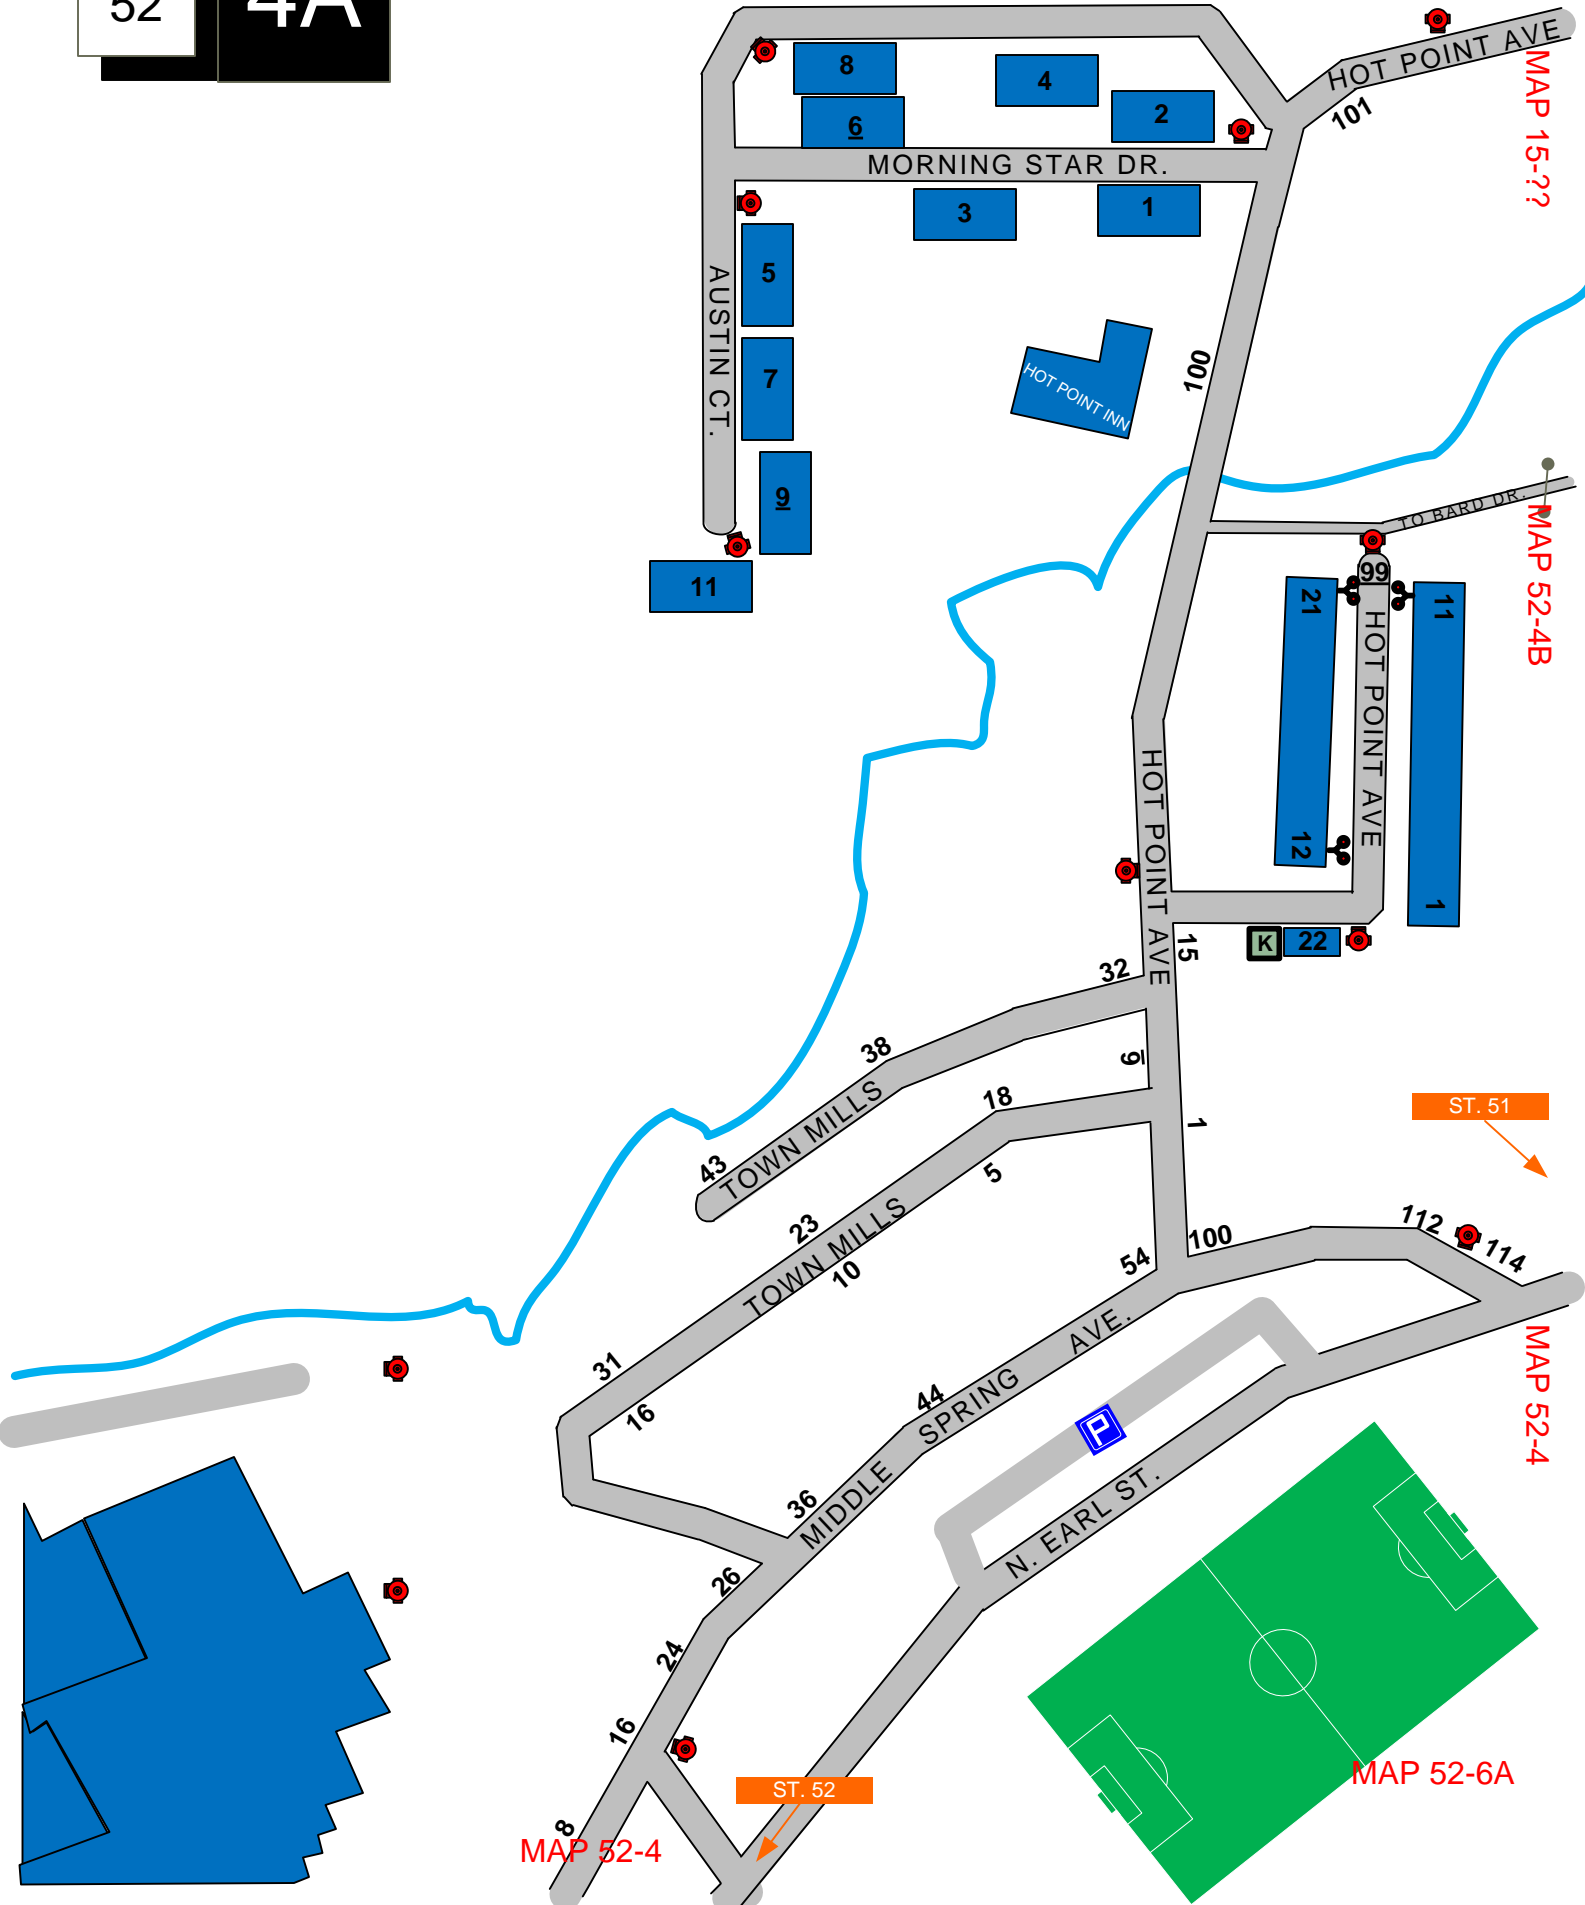 52
4A
HOT POINT AVE
MAP 15-??
101
8
4
2
6
MORNING STAR DR.
3
1
5
AUSTIN CT.
7
100
HOT POINT INN
9
11
TO BARD DR.
MAP 52-4B
99
21
11
HOT POINT AVE
12
1
HOT POINT AVE
K
22
15
32
38
9
18
1
TOWN MILLS
43
5
ST. 51
23
TOWN MILLS
10
112
114
100
54
31
16
44
MIDDLE SPRING AVE.
MAP 52-4
P
36
N. EARL ST.
26
24
16
ST. 52
8
MAP 52-4
MAP 52-6A